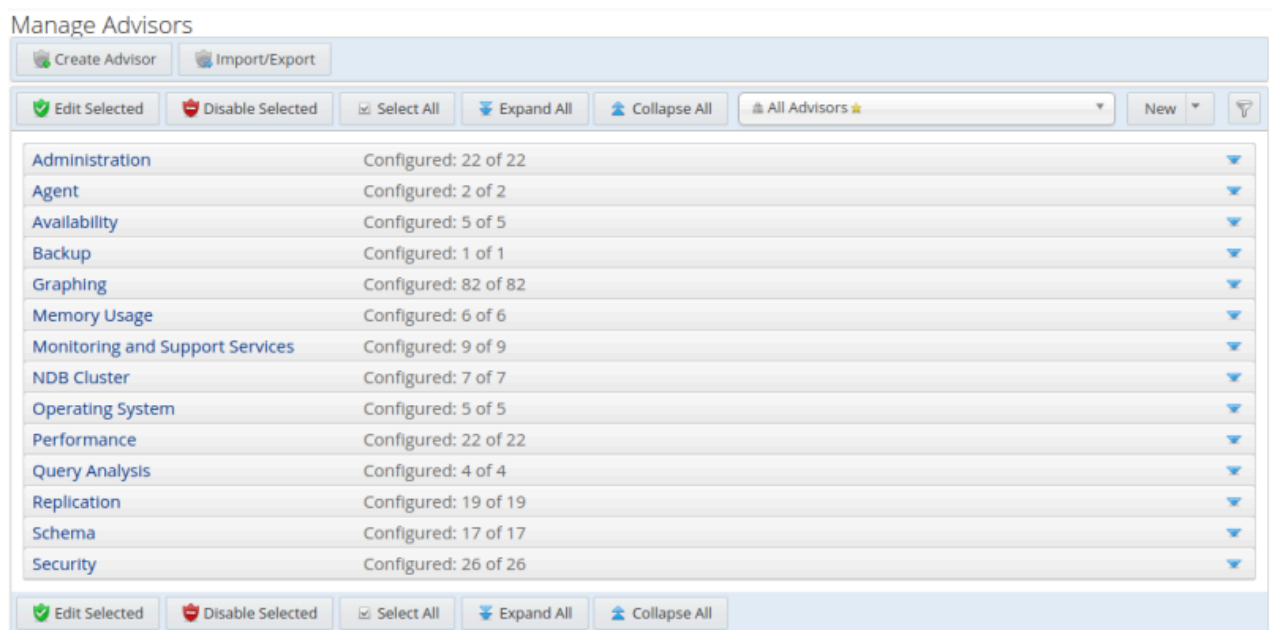 Manage Advisors
Create Advisor Import/Export
Edit Selected Disable Selected Select All Expand All Collapse All All Advisors New
Administration Configured: 22 of 22
Agent Configured: 2 of 2
Availability Configured: 5 of 5
Backup Configured: 1 of 1
Graphing Configured: 82 of 82
Memory Usage Configured: 6 of 6
Monitoring and Support Services Configured: 9 of 9
NDB Cluster Configured: 7 of 7
Operating System Configured: 5 of 5
Performance Configured: 22 of 22
Query Analysis Configured: 4 of 4
Replication Configured: 19 of 19
Schema Configured: 17 of 17
Security Configured: 26 of 26
Edit Selected Disable Selected Select All Expand All Collapse All